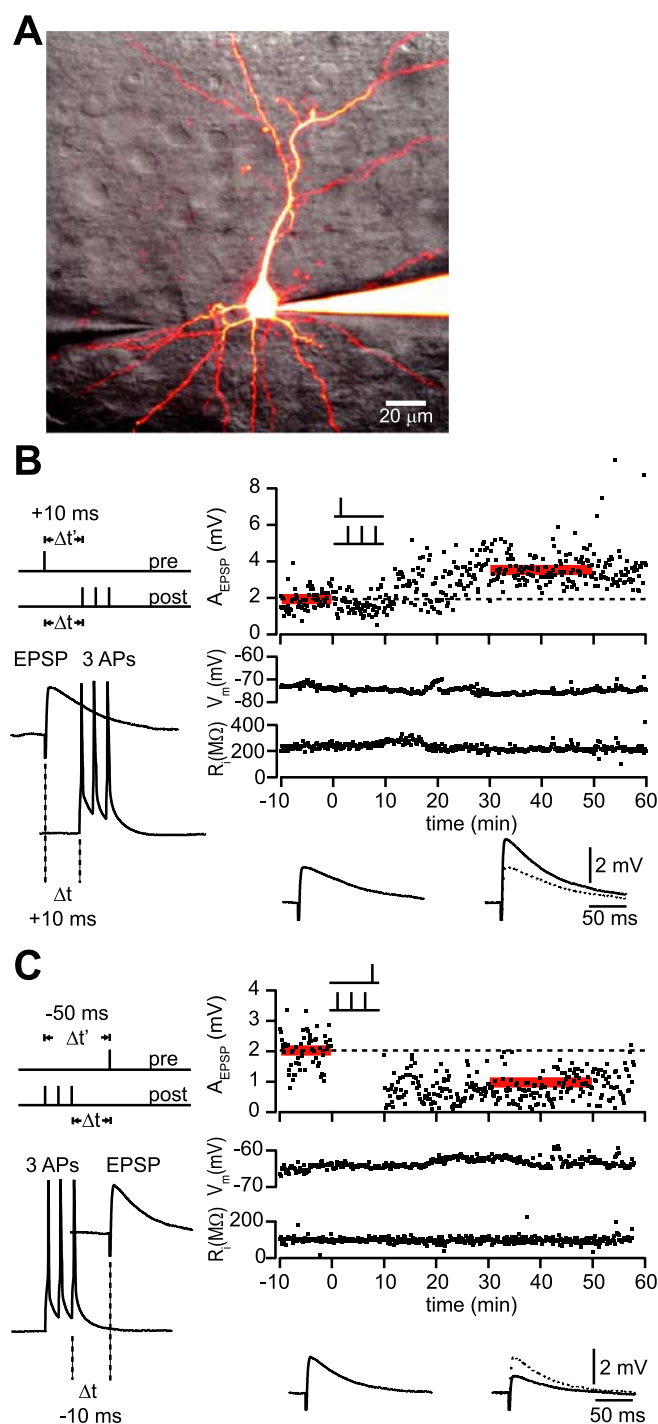 A
20 μm
B
+10 ms
Δt'
pre
post
Δt
EPSP 3 APs
Δt
+10 ms
A_EPSP (mV)
8
6
4
2
0
V_m(mV)
-60
-70
-80
R_i(MΩ)
400
200
0
-10 0 10 20 30 40 50 60
time (min)
2 mV
50 ms
C
-50 ms
Δt'
pre
post
Δt
3 APs EPSP
Δt
-10 ms
A_EPSP (mV)
4
3
2
1
0
V_m(mV)
-60
-70
R_i(MΩ)
200
0
-10 0 10 20 30 40 50 60
time (min)
2 mV
50 ms